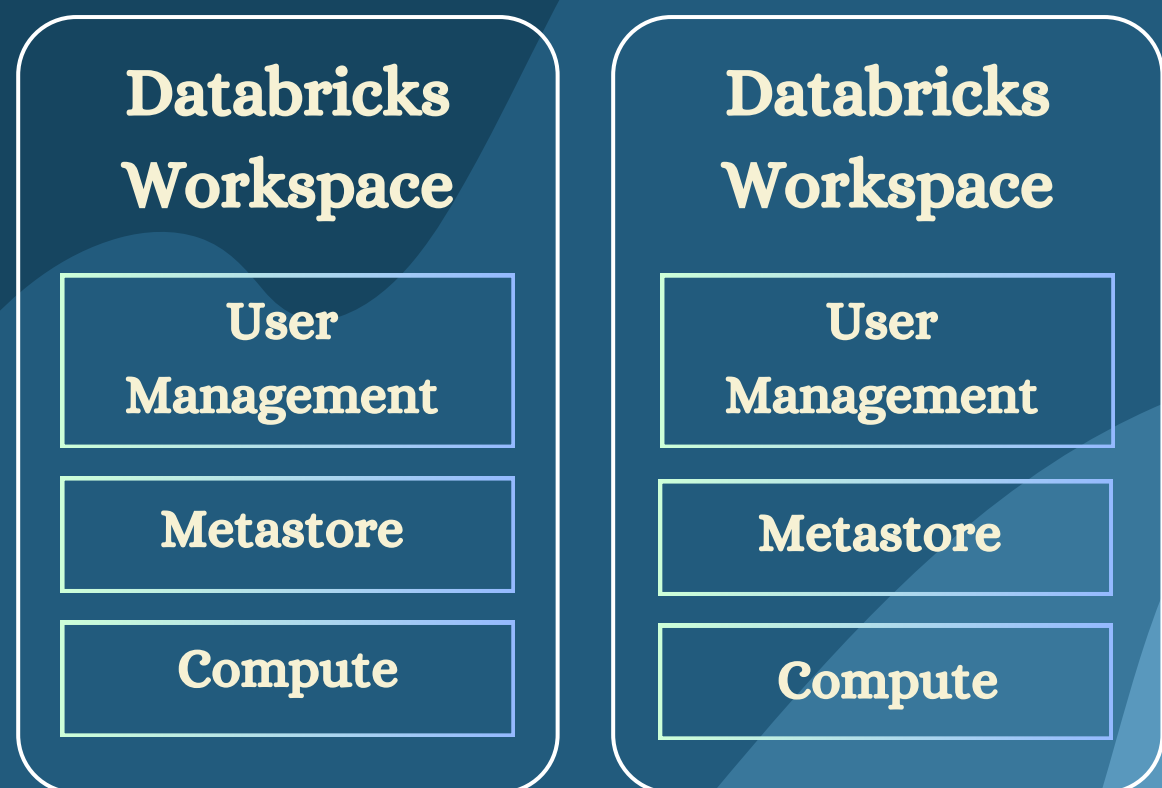 Databricks
Workspace
User
Management
Metastore
Compute
Databricks
Workspace
User
Management
Metastore
Compute